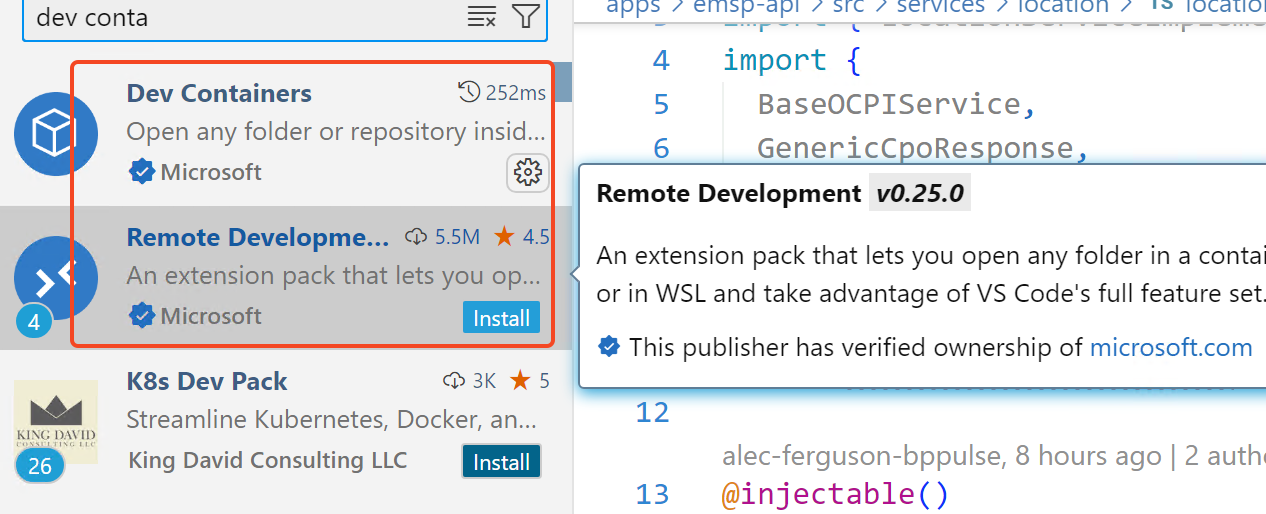 dev conta
Dev Containers 252ms
Open any folder or repository insid...
Microsoft
Remote Developme... 5.5M 4.5
An extension pack that lets you op...
4 Microsoft Install
K8s Dev Pack 3K 5
Streamline Kubernetes, Docker, an...
KING DAVID
CONSULTING LLC
26 King David Consulting LLC Install
apps > emsp-api > src > services > location > TS location
4 import {
5 BaseOCPIService,
6 GenericCpoResponse,
Remote Development v0.25.0
An extension pack that lets you open any folder in a contai
or in WSL and take advantage of VS Code's full feature set.
This publisher has verified ownership of microsoft.com
12
alec-ferguson-bppulse, 8 hours ago | 2 auth
13 @injectable()